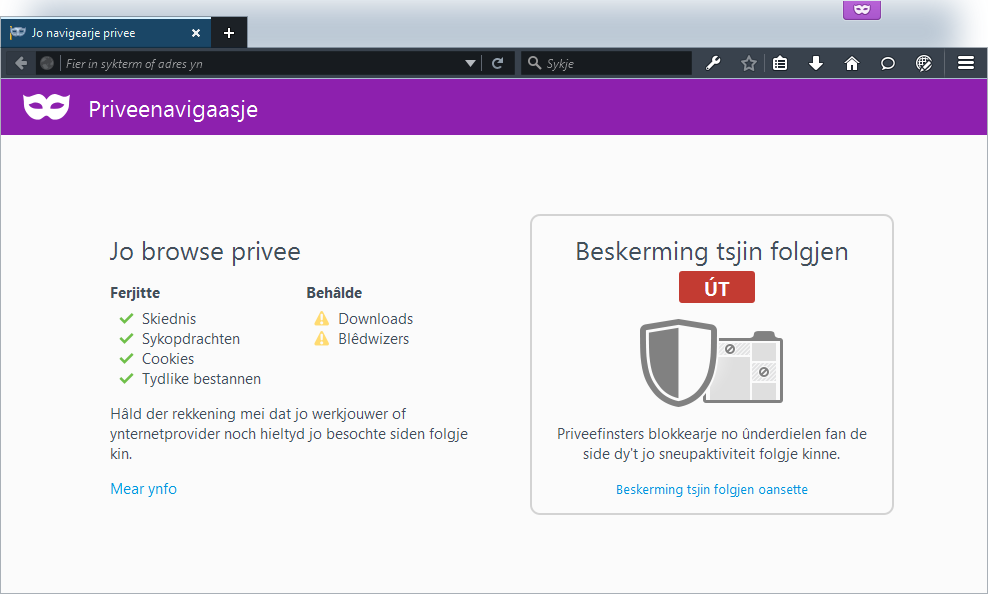 Jo navigearje privee
Fier in sykterm of adres yn
Sykje
Priveenavigaasje
Jo browse privee
Ferjitte
Skiednis
Sykopdrachten
Cookies
Tydlike bestannen
Behâlde
Downloads
Blêdwizers
Hâld der rekkening mei dat jo werkjouwer of
ynternetprovider noch hieltyd jo besochte siden folgje
kin.
Mear ynfo
Beskerming tsjin folgjen
ÚT
Priveefinsters blokkearje no ûnderdielen fan de
side dy't jo sneupaktiviteit folgje kinne.
Beskerming tsjin folgjen oansette